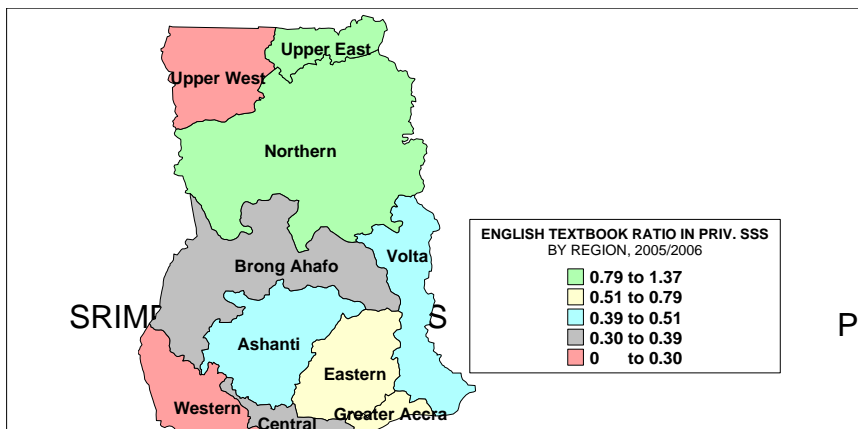 Upper East
Upper West
Northern
ENGLISH TEXTBOOK RATIO IN PRIV. SSS
BY REGION, 2005/2006
Volta
Brong Ahafo
0.79 to 1.37
0.51 to 0.79
0.39 to 0.51
0.30 to 0.39
0 to 0.30
SRIM
S
P
Ashanti
Eastern
Western
Greater Accra
Central